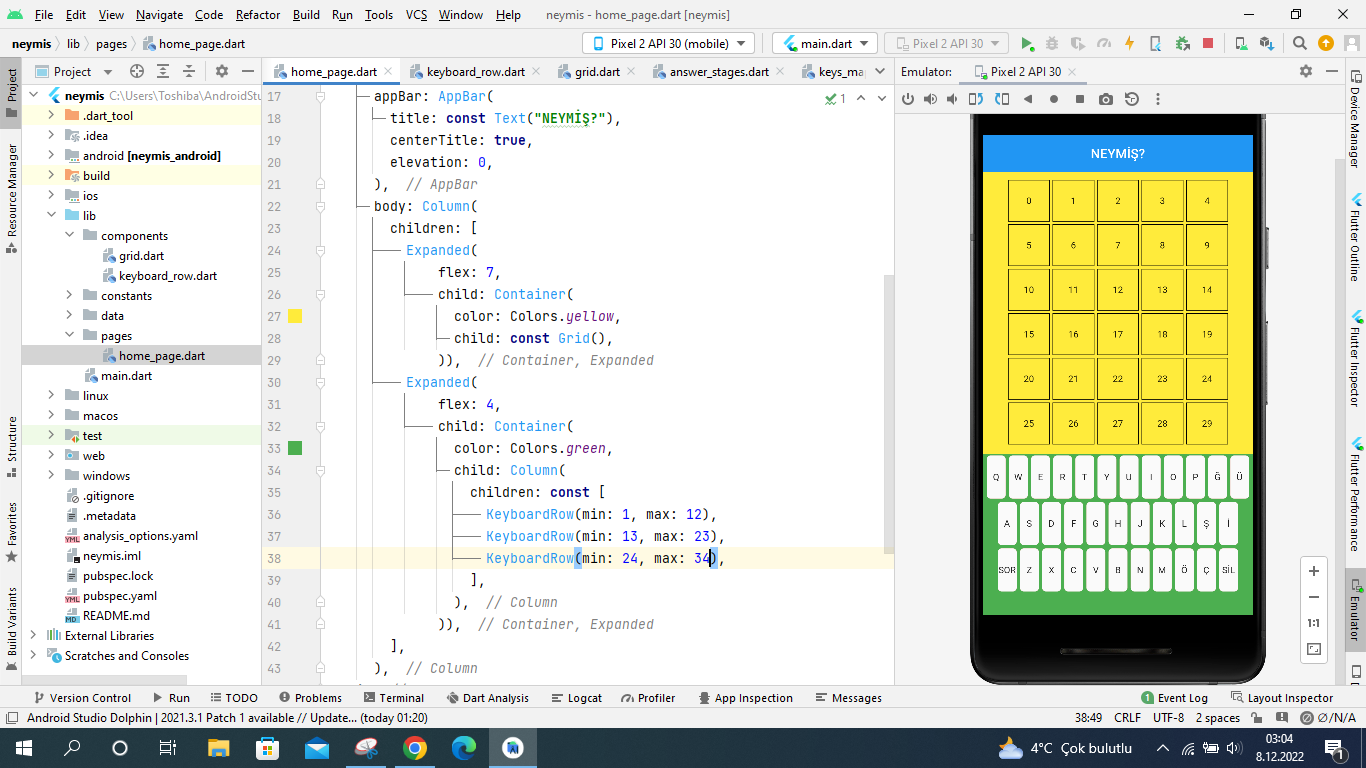 File Edit View Navigate Code Refactor Build Run Tools VCS Window Help neymis - home_page.dart [neymis]
neymis lib pages home_page.dart Pixel 2 API 30 (mobile) main.dart Pixel 2 API 30
Project home_page.dart keyboard_row.dart grid.dart answer_stages.dart keys_ma Emulator: Pixel 2 API 30
Project
Resource Manager
Structure
Favorites
Build Variants
neymis C:\Users\Toshiba\AndroidStu
.dart_tool
.idea
android [neymis_android]
build
ios
lib
components
grid.dart
keyboard_row.dart
constants
data
pages
home_page.dart
main.dart
linux
macos
test
web
windows
.gitignore
.metadata
analysis_options.yaml
neymis.iml
pubspec.lock
pubspec.yaml
README.md
External Libraries
Scratches and Consoles
1
17 appBar: AppBar(
18 title: const Text("NEYMİŞ?"),
19 centerTitle: true,
20 elevation: 0,
21 ), // AppBar
22 body: Column(
23 children: [
24 Expanded(
25 flex: 7,
26 child: Container(
27 color: Colors.yellow,
28 child: const Grid(),
29 )), // Container, Expanded
30 Expanded(
31 flex: 4,
32 child: Container(
33 color: Colors.green,
34 child: Column(
35 children: const [
36 KeyboardRow(min: 1, max: 12),
37 KeyboardRow(min: 13, max: 23),
38 KeyboardRow(min: 24, max: 34),
39 ],
40 ), // Column
41 )), // Container, Expanded
42 ],
43 ), // Column
NEYMİŞ?
0 1 2 3 4
5 6 7 8 9
10 11 12 13 14
15 16 17 18 19
20 21 22 23 24
25 26 27 28 29
Q W E R T Y U I O P Ğ Ü
A S D F G H J K L Ş İ
SOR Z X C V B N M Ö Ç SİL
1:1
Device Manager
Flutter Outline
Flutter Inspector
Flutter Performance
Emulator
Version Control Run TODO Problems Terminal Dart Analysis Logcat Profiler App Inspection Messages 1 Event Log Layout Inspector
Android Studio Dolphin | 2021.3.1 Patch 1 available // Update... (today 01:20) 38:49 CRLF UTF-8 2 spaces Ø/N/A
4°C Çok bulutlu 03:04
8.12.2022 1